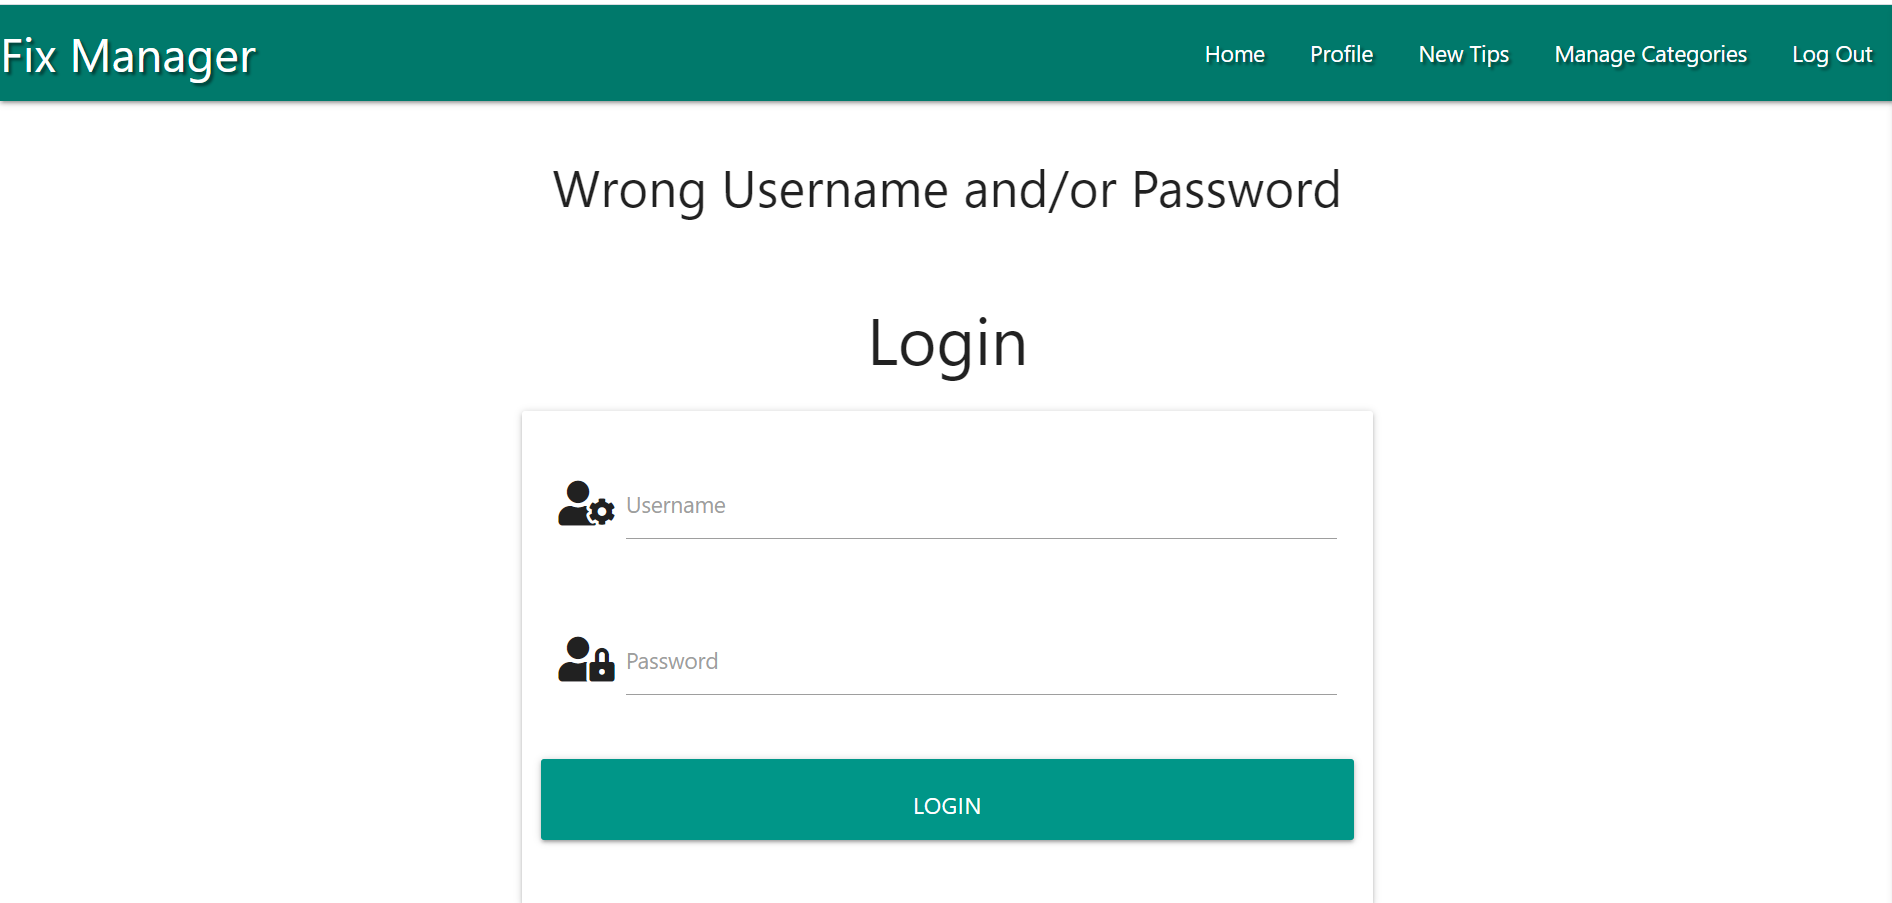 Fix Manager
Home Profile New Tips Manage Categories Log Out
Wrong Username and/or Password
Login
Username
Password
LOGIN